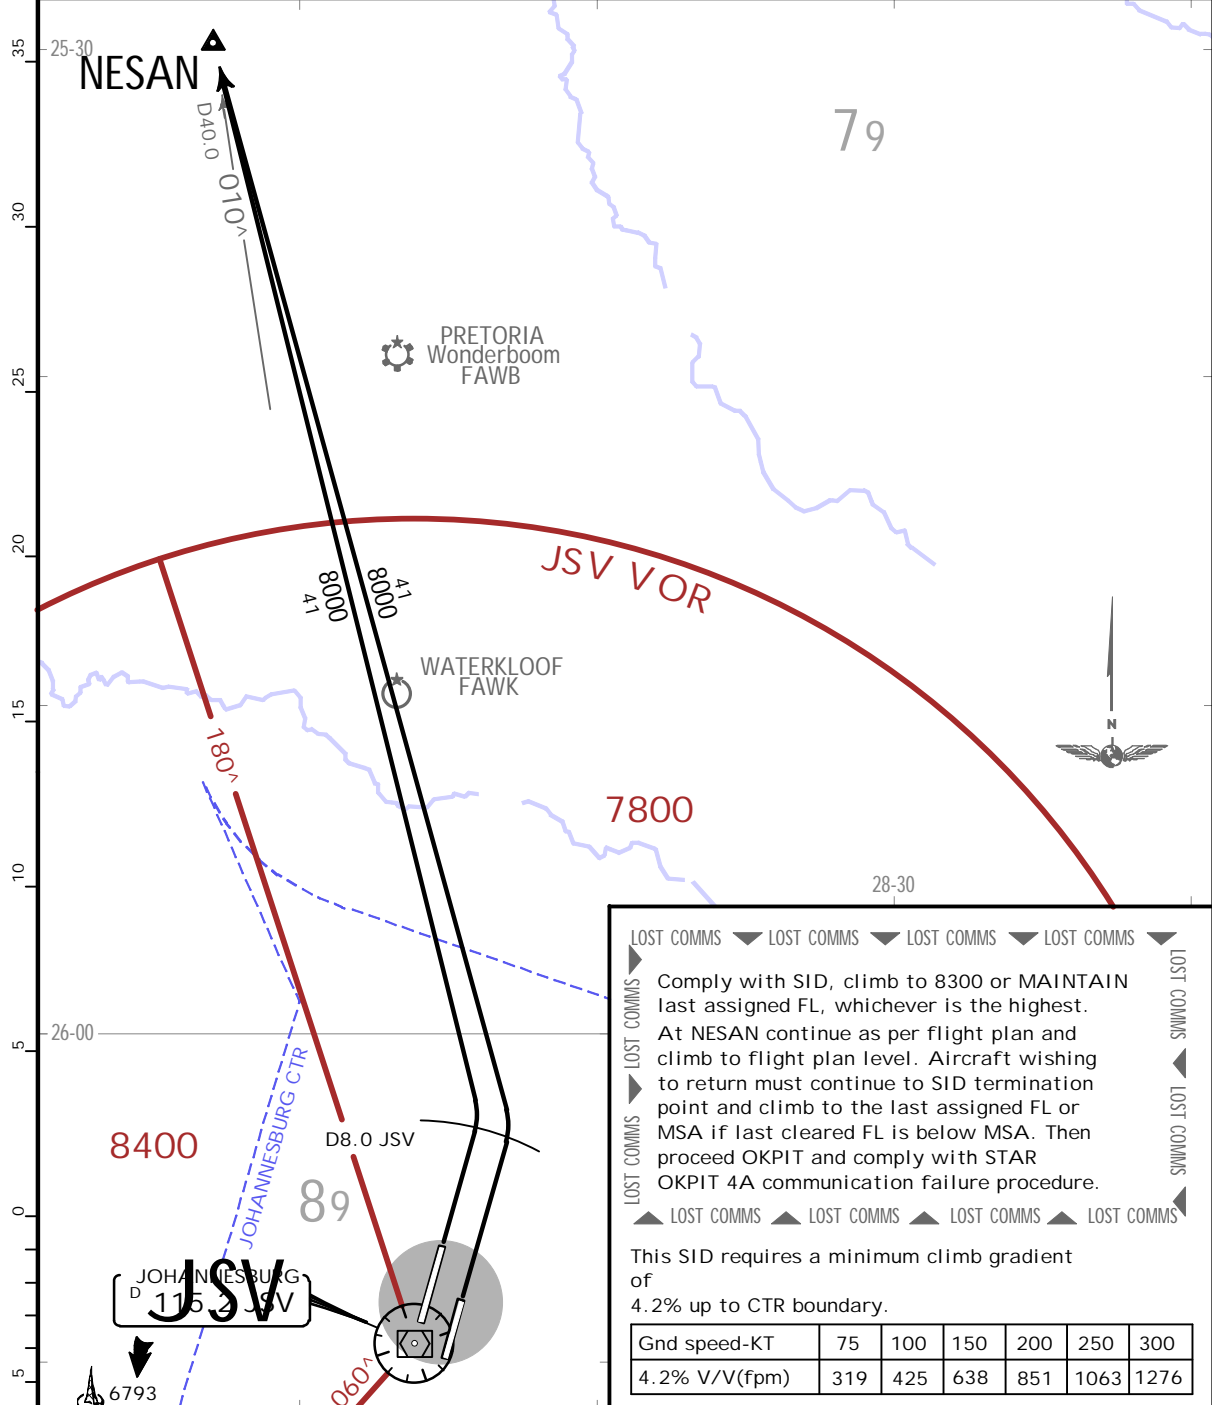 35
25-30
NESAN
D40.0
010^
79
30
PRETORIA
Wonderboom
FAWB
25
20
JSV VOR
8000
41
8000
41
WATERKLOOF
FAWK
15
180^
N
7800
10
28-30
26-00
5
JOHANNESBURG CTR
8400
D8.0 JSV
89
0
JOHANNESBURG
D 115.2 JSV
JSV
060^
6793
5
LOST COMMS LOST COMMS LOST COMMS LOST COMMS
LOST COMMS
LOST COMMS
LOST COMMS
LOST COMMS
Comply with SID, climb to 8300 or MAINTAIN
last assigned FL, whichever is the highest.
At NESAN continue as per flight plan and
climb to flight plan level. Aircraft wishing
to return must continue to SID termination
point and climb to the last assigned FL or
MSA if last cleared FL is below MSA. Then
proceed OKPIT and comply with STAR
OKPIT 4A communication failure procedure.
LOST COMMS LOST COMMS LOST COMMS LOST COMMS
This SID requires a minimum climb gradient
of
4.2% up to CTR boundary.
Gnd speed-KT 75 100 150 200 250 300
4.2% V/V(fpm) 319 425 638 851 1063 1276